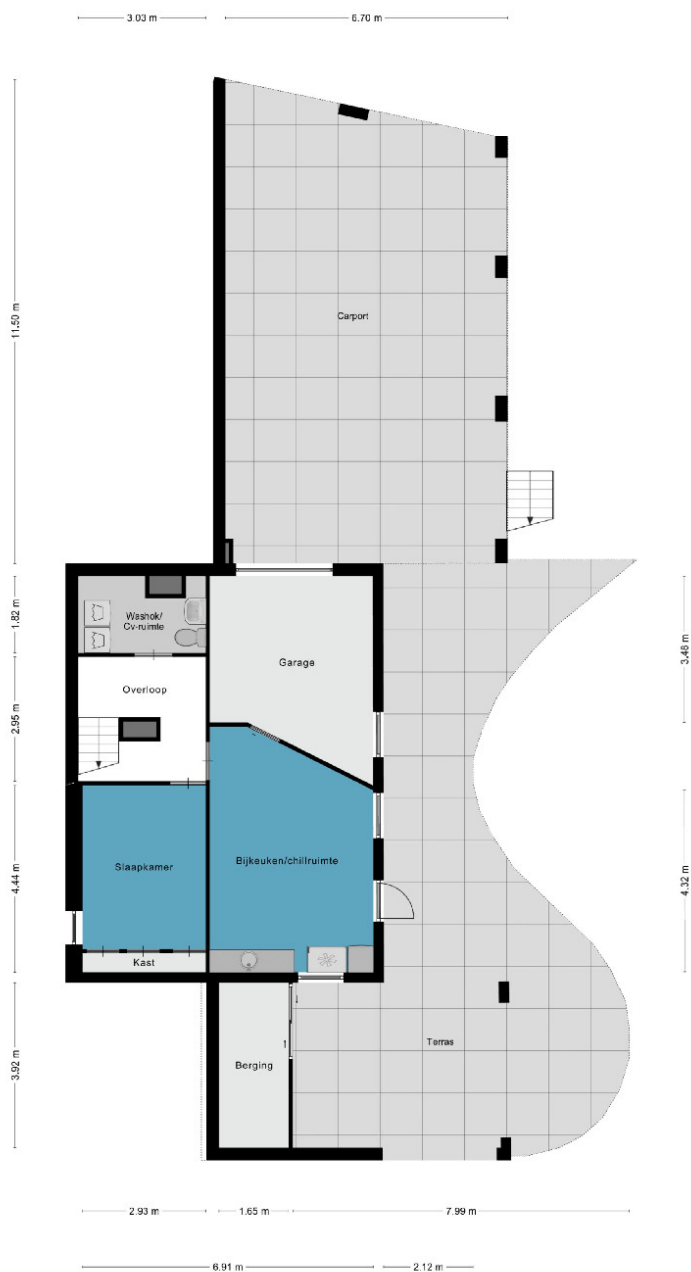 3.03 m
6.70 m
11.50 m
Carport
1.82 m
Washok/
Cv-ruimte
Garage
3.48 m
Overloop
2.95 m
Slaapkamer
Bijkeuken/chillruimte
4.44 m
4.32 m
Kast
Berging
Terras
3.92 m
2.93 m
1.65 m
7.99 m
6.91 m
2.12 m